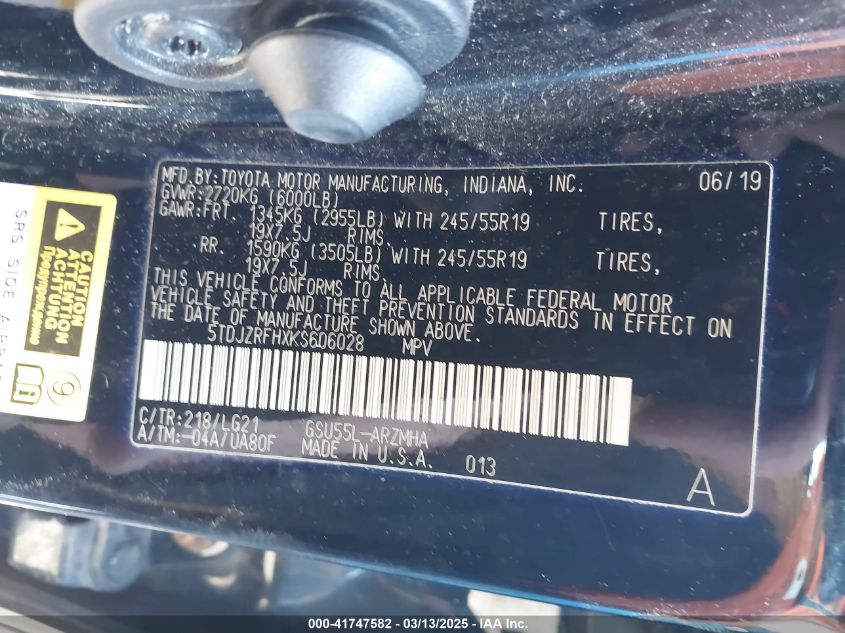 MFD.BY:TOYOTA MOTOR MANUFACTURING, INDIANA, INC. 06/19
GVWR:2720KG (6000LB)
GAWR:FRT 1345KG (2955LB) WITH 245/55R19 TIRES,
19X7.5J RIMS
RR. 1590KG (3505LB) WITH 245/55R19 TIRES,
19X7.5J RIMS
THIS VEHICLE CONFORMS TO ALL APPLICABLE FEDERAL MOTOR
VEHICLE SAFETY AND THEFT PREVENTION STANDARDS IN EFFECT ON
THE DATE OF MANUFACTURE SHOWN ABOVE.
5TDJZRFHXKS606028 MPV
C/TR:218/LG21 GSU55L-ARZMHA
A/TM:-04A/UA80F MADE IN U.S.A. 013
A
SRS SIDE
CAUTION
ATTENTION
ACHTUNG
000-41747582 — 03/13/2025 — IAA Inc.